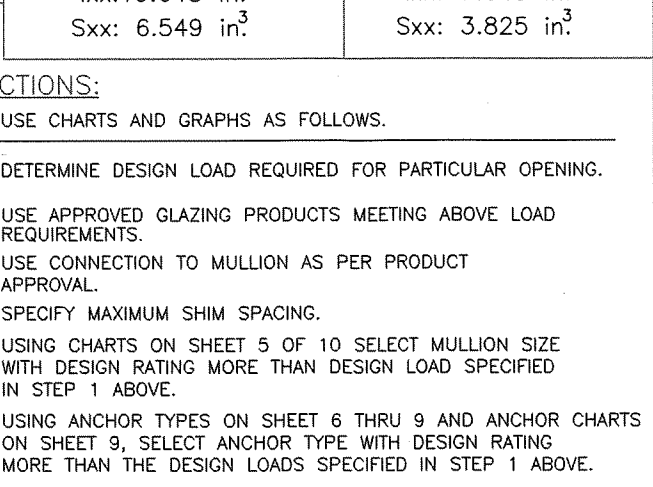 Sxx: 6.549 in³.
Sxx: 3.825 in³.
CTIONS:
USE CHARTS AND GRAPHS AS FOLLOWS.
DETERMINE DESIGN LOAD REQUIRED FOR PARTICULAR OPENING.
USE APPROVED GLAZING PRODUCTS MEETING ABOVE LOAD
REQUIREMENTS.
USE CONNECTION TO MULLION AS PER PRODUCT
APPROVAL.
SPECIFY MAXIMUM SHIM SPACING.
USING CHARTS ON SHEET 5 OF 10 SELECT MULLION SIZE
WITH DESIGN RATING MORE THAN DESIGN LOAD SPECIFIED
IN STEP 1 ABOVE.
USING ANCHOR TYPES ON SHEET 6 THRU 9 AND ANCHOR CHARTS
ON SHEET 9, SELECT ANCHOR TYPE WITH DESIGN RATING
MORE THAN THE DESIGN LOADS SPECIFIED IN STEP 1 ABOVE.